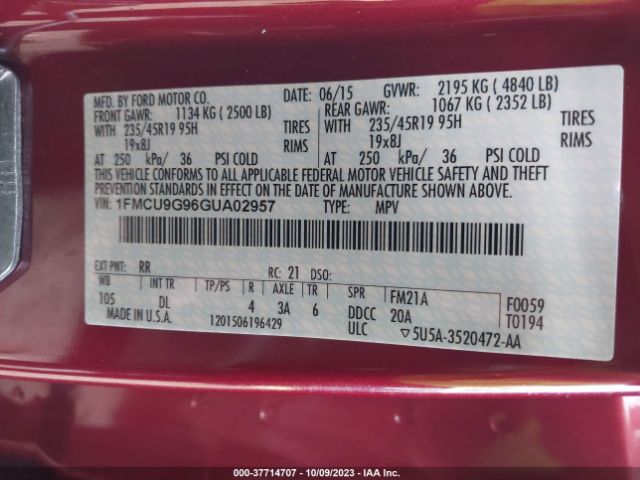 MFD. BY FORD MOTOR CO. DATE: 06/15 GVWR: 2195 KG ( 4840 LB)
FRONT GAWR: 1134 KG ( 2500 LB) REAR GAWR: 1067 KG ( 2352 LB)
WITH 235/45R19 95H TIRES WITH 235/45R19 95H TIRES
19x8J RIMS 19x8J RIMS
AT 250 kPa/ 36 PSI COLD AT 250 kPa/ 36 PSI COLD
THIS VEHICLE CONFORMS TO ALL APPLICABLE FEDERAL MOTOR VEHICLE SAFETY AND THEFT
PREVENTION STANDARDS IN EFFECT ON THE DATE OF MANUFACTURE SHOWN ABOVE.
VIN: 1FMCU9G96GUA02957 TYPE: MPV
EXT PNT: RR RC: 21 DSO:
WB INT TR TP/PS R AXLE TR SPR FM21A F0059
105 DL 4 3A 6 DDCC 20A T0194
MADE IN U.S.A. 1201506196429 ULC ▽5U5A-3520472-AA
©-37714707 - 10/09/2023 - IAA Inc.